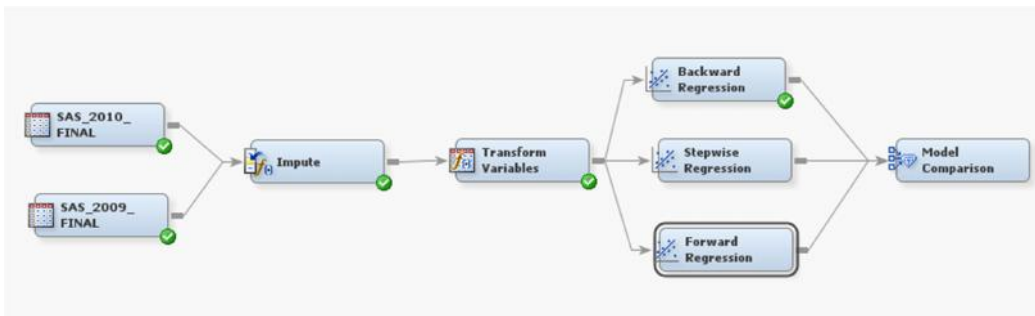 SAS_2010_
FINAL
SAS_2009_
FINAL
Impute
Transform
Variables
Backward
Regression
Stepwise
Regression
Forward
Regression
Model
Comparison